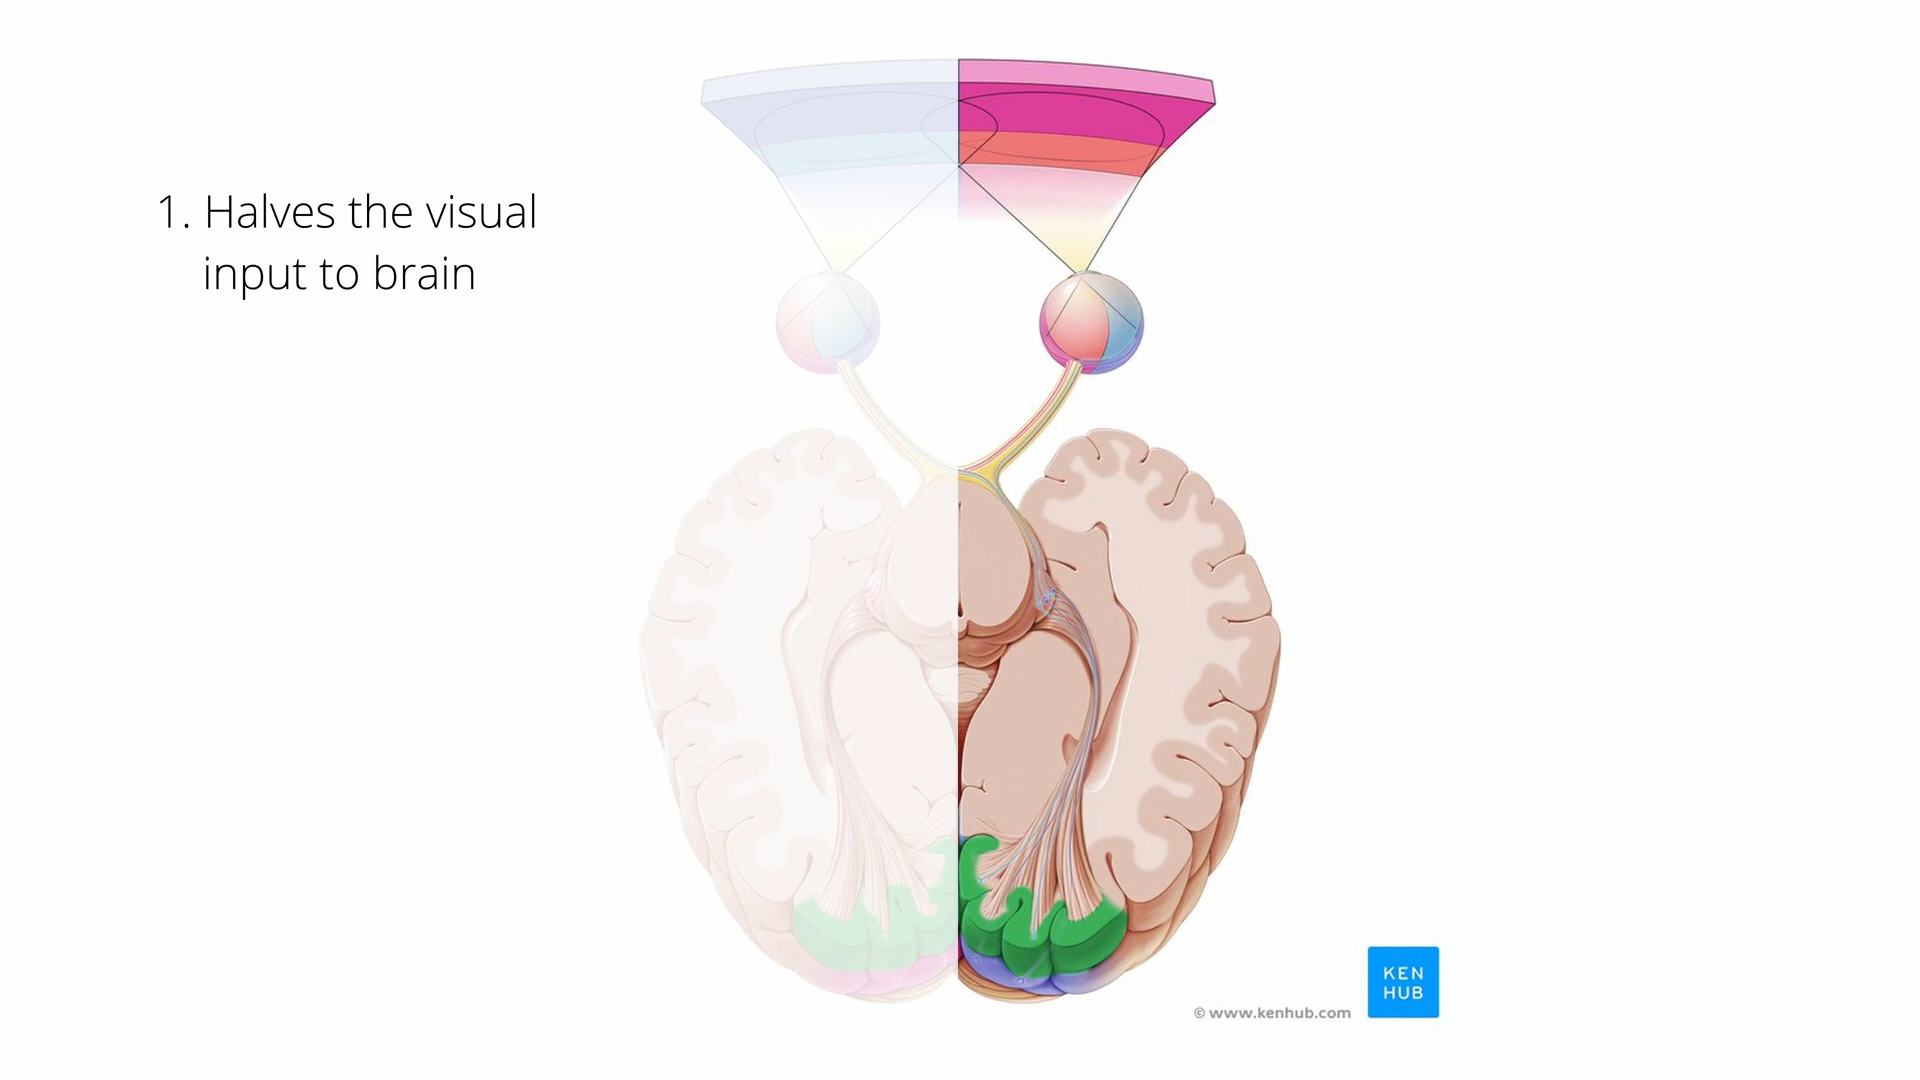 1. Halves the visual
input to brain
KEN
HUB
© www.kenhub.com